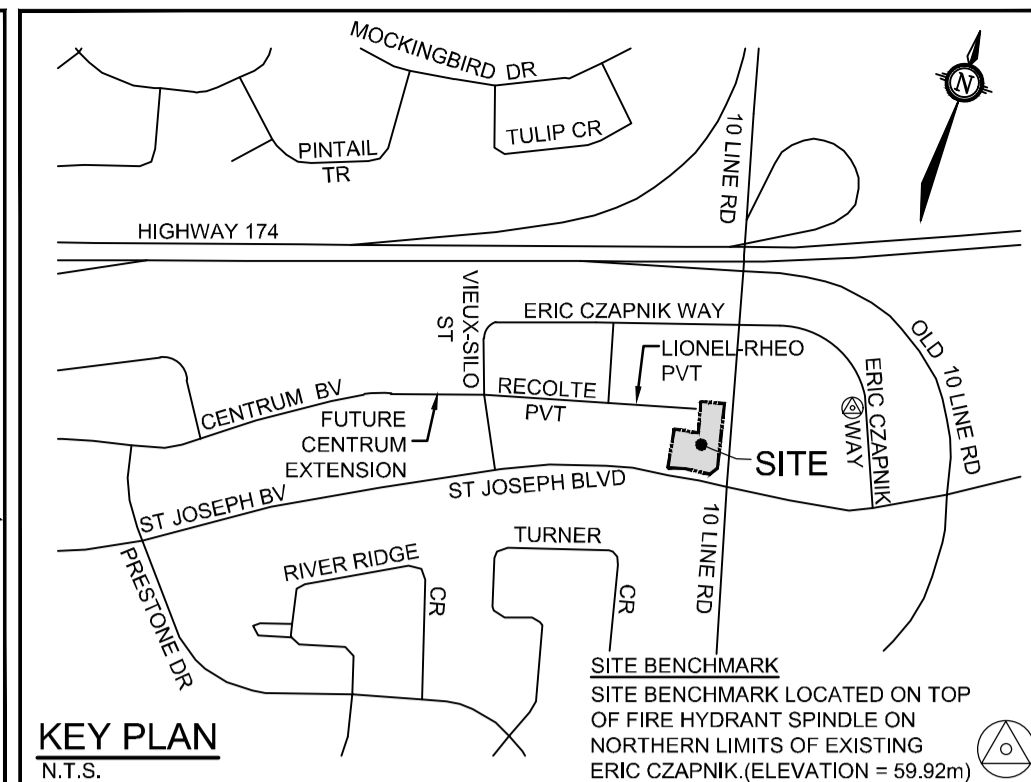 MOCKINGBIRD DR
N
TULIP CR
PINTAIL
TR
10 LINE RD
HIGHWAY 174
VIEUX-SILO
ST
ERIC CZAPNIK WAY
OLD 10 LINE RD
LIONEL-RHEO
PVT
ERIC CZAPNIK
WAY
CENTRUM BV
RECOLTE
PVT
FUTURE
CENTRUM
EXTENSION
SITE
ST JOSEPH BV
ST JOSEPH BLVD
10 LINE RD
PRESTONE DR
RIVER RIDGE
CR
TURNER
CR
SITE BENCHMARK
SITE BENCHMARK LOCATED ON TOP
OF FIRE HYDRANT SPINDLE ON
NORTHERN LIMITS OF EXISTING
ERIC CZAPNIK.(ELEVATION = 59.92m)
KEY PLAN
N.T.S.